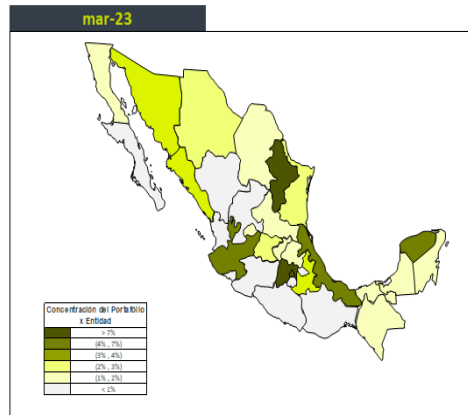 mar-23
Concentración del Portafolio
x Entidad
> 7%
(4% , 7%)
(3% , 4%)
(2% , 3%)
(1% , 2%)
< 1%